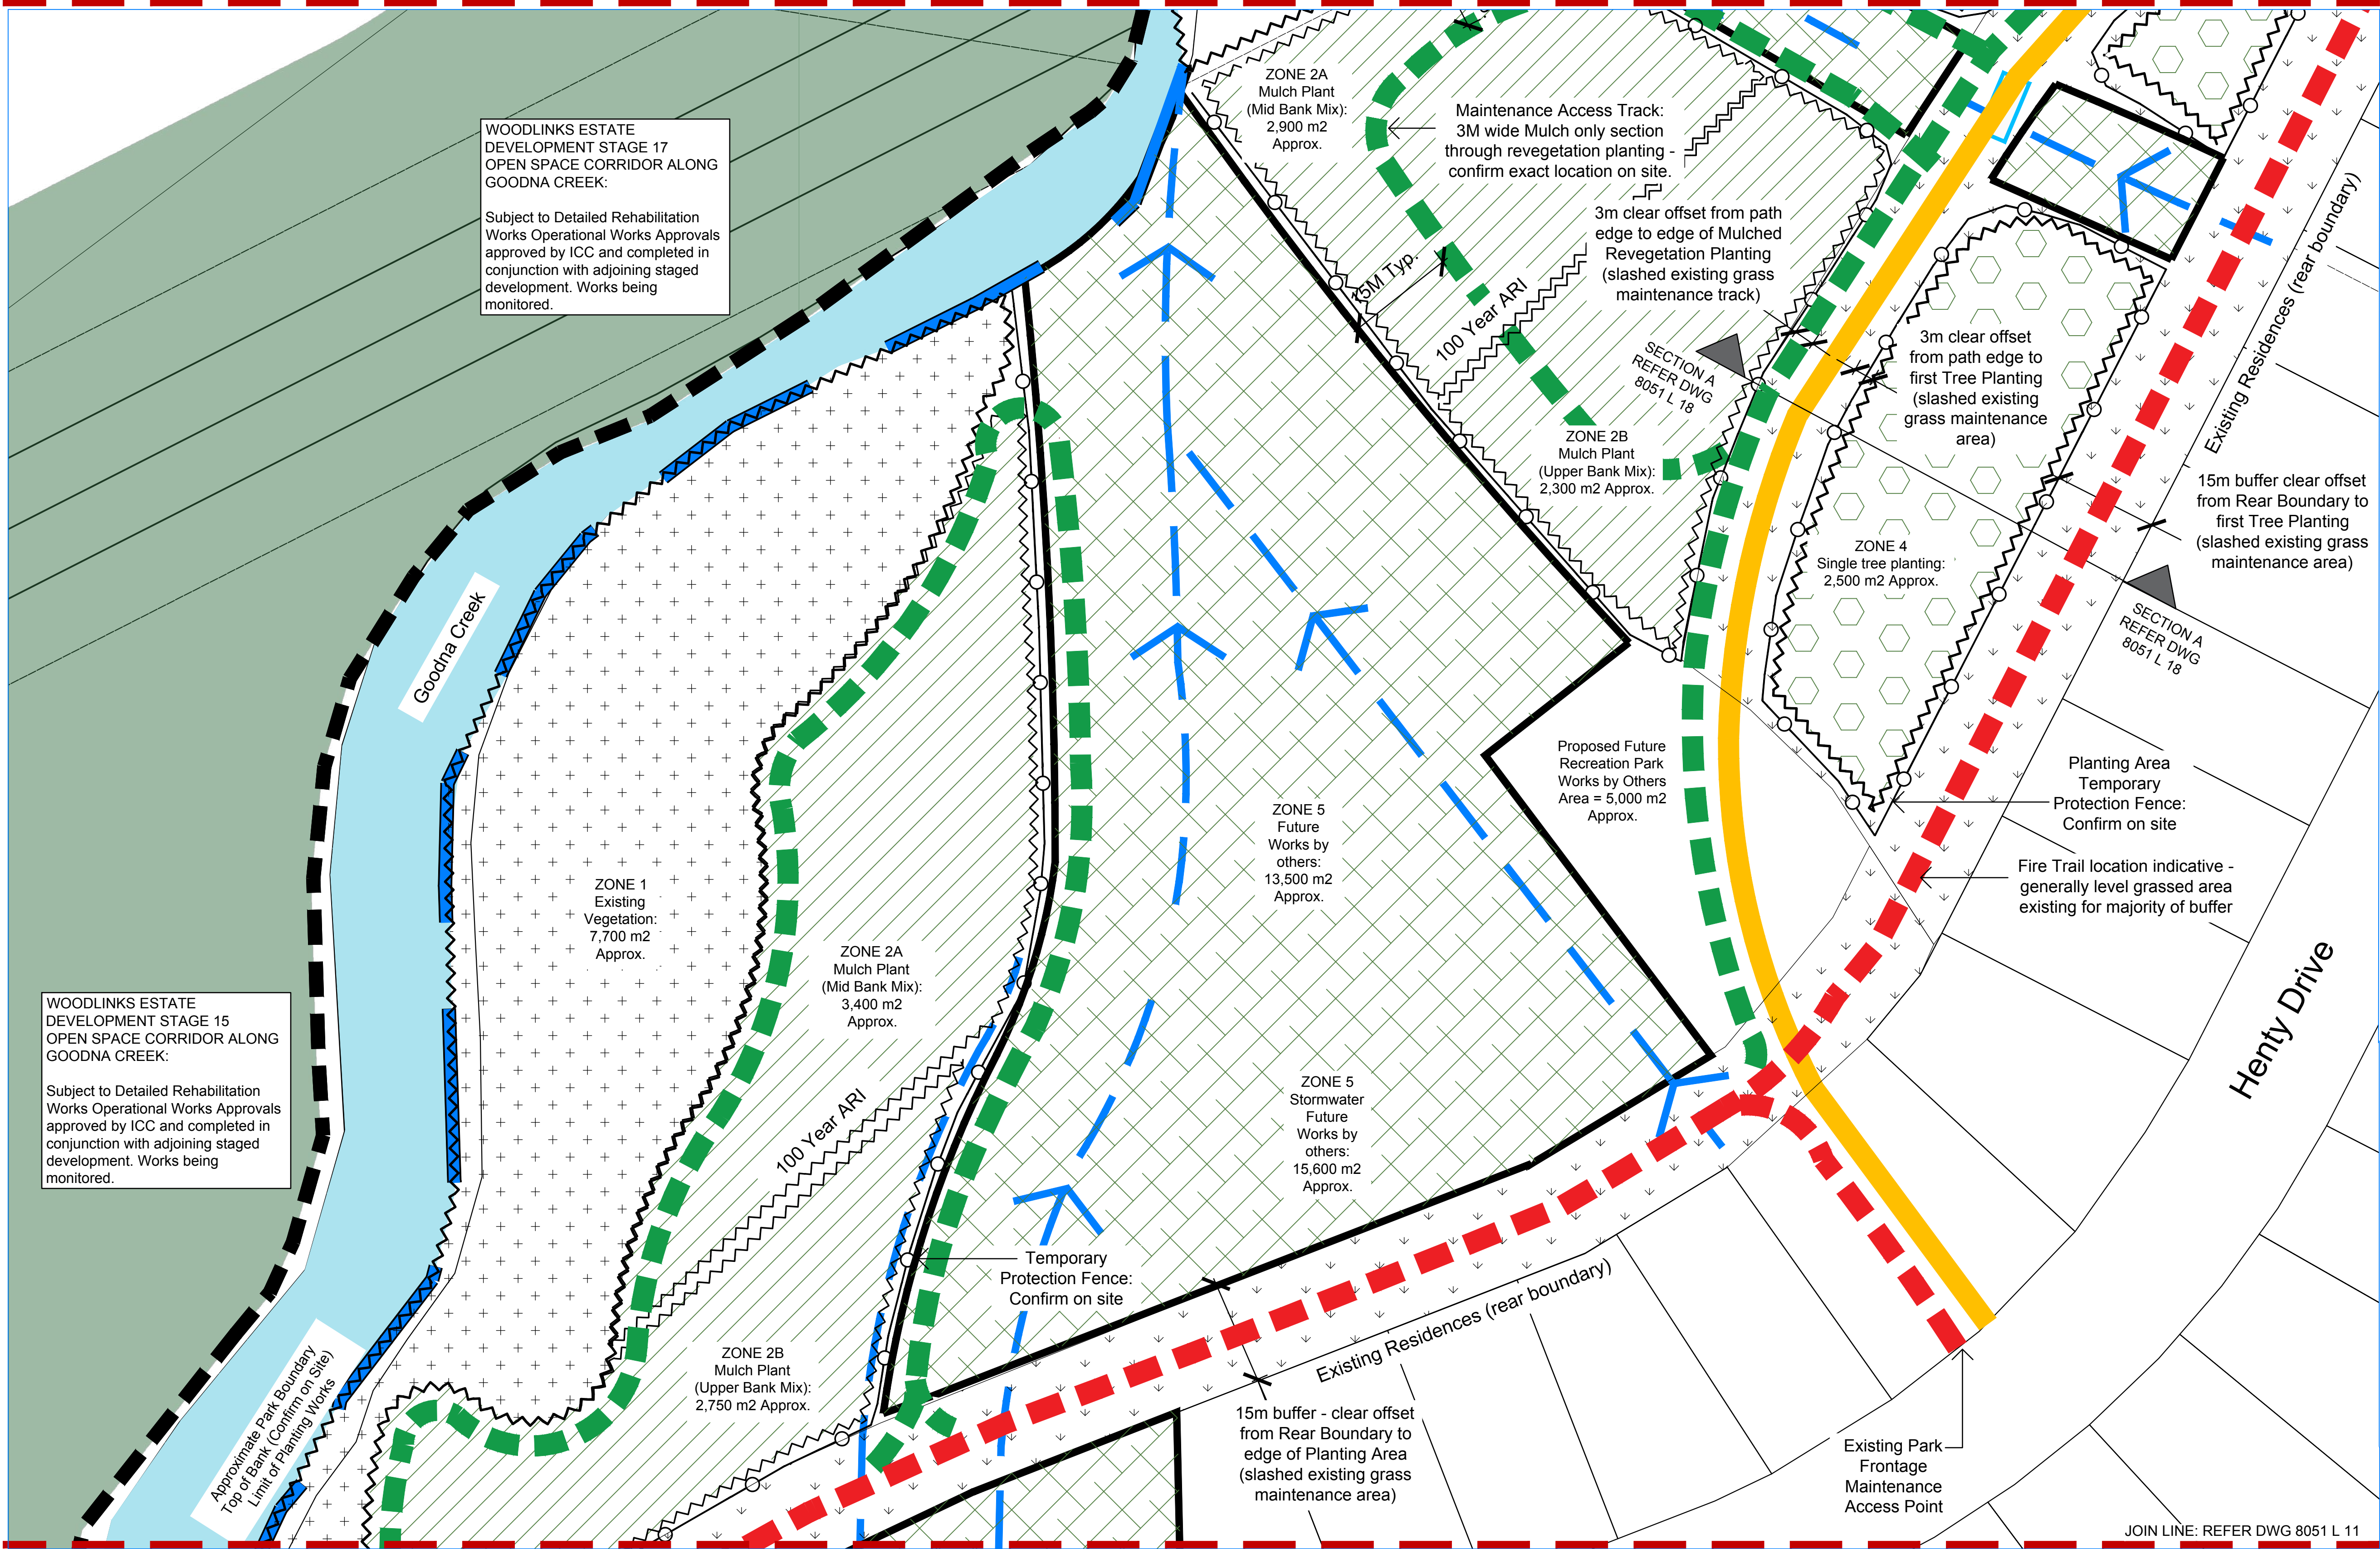 ZONE 2A
Mulch Plant
(Mid Bank Mix):
2,900 m2
Approx.
Maintenance Access Track:
3M wide Mulch only section
through revegetation planting -
confirm exact location on site.
WOODLINKS ESTATE
DEVELOPMENT STAGE 17
OPEN SPACE CORRIDOR ALONG
GOODNA CREEK:
Subject to Detailed Rehabilitation
Works Operational Works Approvals
approved by ICC and completed in
conjunction with adjoining staged
development. Works being
monitored.
3m clear offset from path
edge to edge of Mulched
Revegetation Planting
(slashed existing grass
maintenance track)
15M Typ.
100 Year ARI
SECTION A
REFER DWG
8051 L 18
3m clear offset
from path edge to
first Tree Planting
(slashed existing
grass maintenance
area)
Existing Residences (rear boundary)
ZONE 2B
Mulch Plant
(Upper Bank Mix):
2,300 m2 Approx.
15m buffer clear offset
from Rear Boundary to
first Tree Planting
(slashed existing grass
maintenance area)
ZONE 4
Single tree planting:
2,500 m2 Approx.
SECTION A
REFER DWG
8051 L 18
Goodna Creek
Proposed Future
Recreation Park
Works by Others
Area = 5,000 m2
Approx.
Planting Area
Temporary
Protection Fence:
Confirm on site
ZONE 5
Future
Works by
others:
13,500 m2
Approx.
Fire Trail location indicative -
generally level grassed area
existing for majority of buffer
ZONE 1
Existing
Vegetation:
7,700 m2
Approx.
ZONE 2A
Mulch Plant
(Mid Bank Mix):
3,400 m2
Approx.
Henty Drive
WOODLINKS ESTATE
DEVELOPMENT STAGE 15
OPEN SPACE CORRIDOR ALONG
GOODNA CREEK:
Subject to Detailed Rehabilitation
Works Operational Works Approvals
approved by ICC and completed in
conjunction with adjoining staged
development. Works being
monitored.
100 Year ARI
ZONE 5
Stormwater
Future
Works by
others:
15,600 m2
Approx.
Temporary
Protection Fence:
Confirm on site
Existing Residences (rear boundary)
ZONE 2B
Mulch Plant
(Upper Bank Mix):
2,750 m2 Approx.
Approximate Park Boundary
Top of Bank (Confirm on Site)
Limit of Planting Works
15m buffer - clear offset
from Rear Boundary to
edge of Planting Area
(slashed existing grass
maintenance area)
Existing Park
Frontage
Maintenance
Access Point
JOIN LINE: REFER DWG 8051 L 11